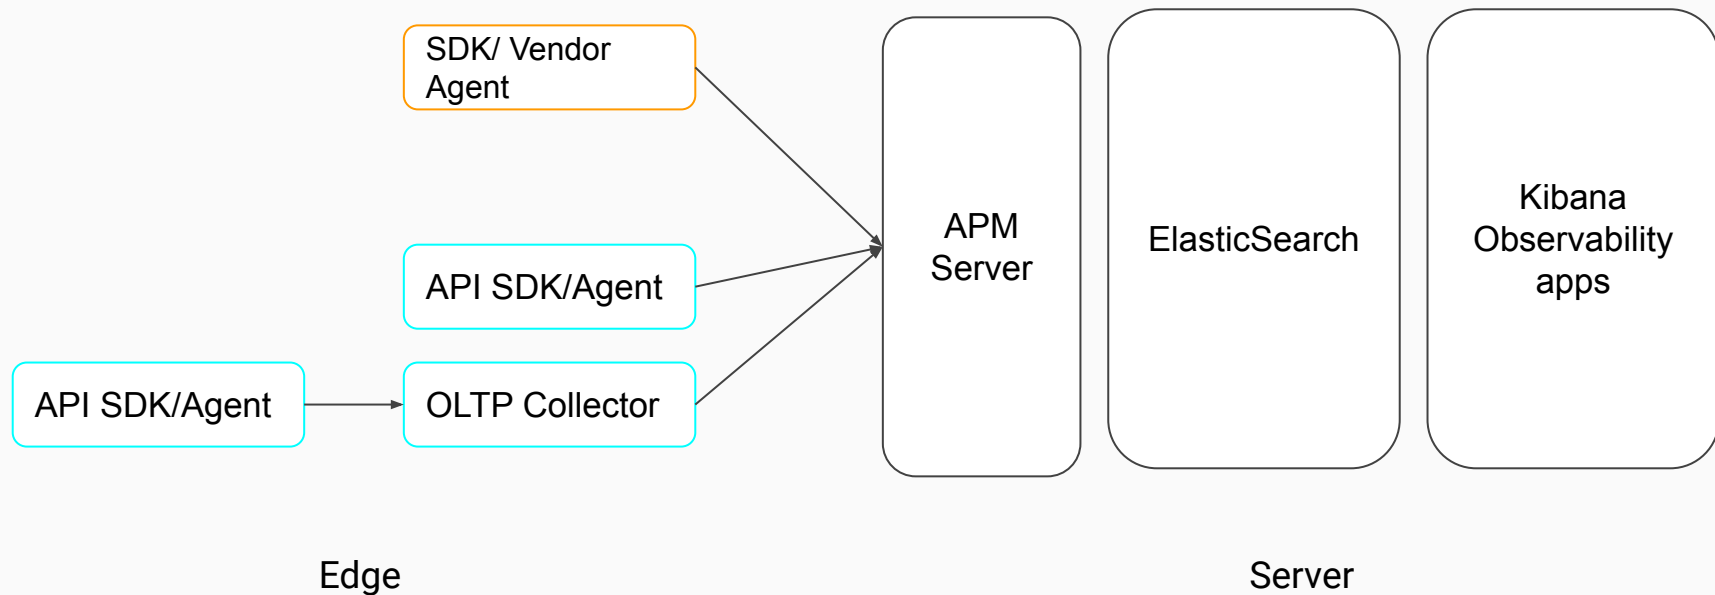 SDK/ Vendor
Agent
API SDK/Agent
API SDK/Agent
OLTP Collector
APM
Server
ElasticSearch
Kibana
Observability
apps
Edge
Server